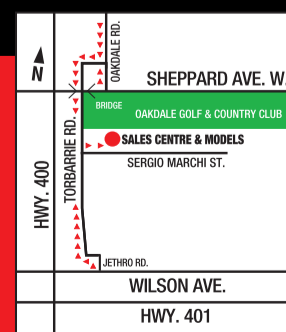 OAKDALE RD.
N
SHEPPARD AVE. W.
BRIDGE
OAKDALE GOLF & COUNTRY CLUB
TORBARRIE RD.
SALES CENTRE & MODELS
SERGIO MARCHI ST.
HWY. 400
JETHRO RD.
WILSON AVE.
HWY. 401